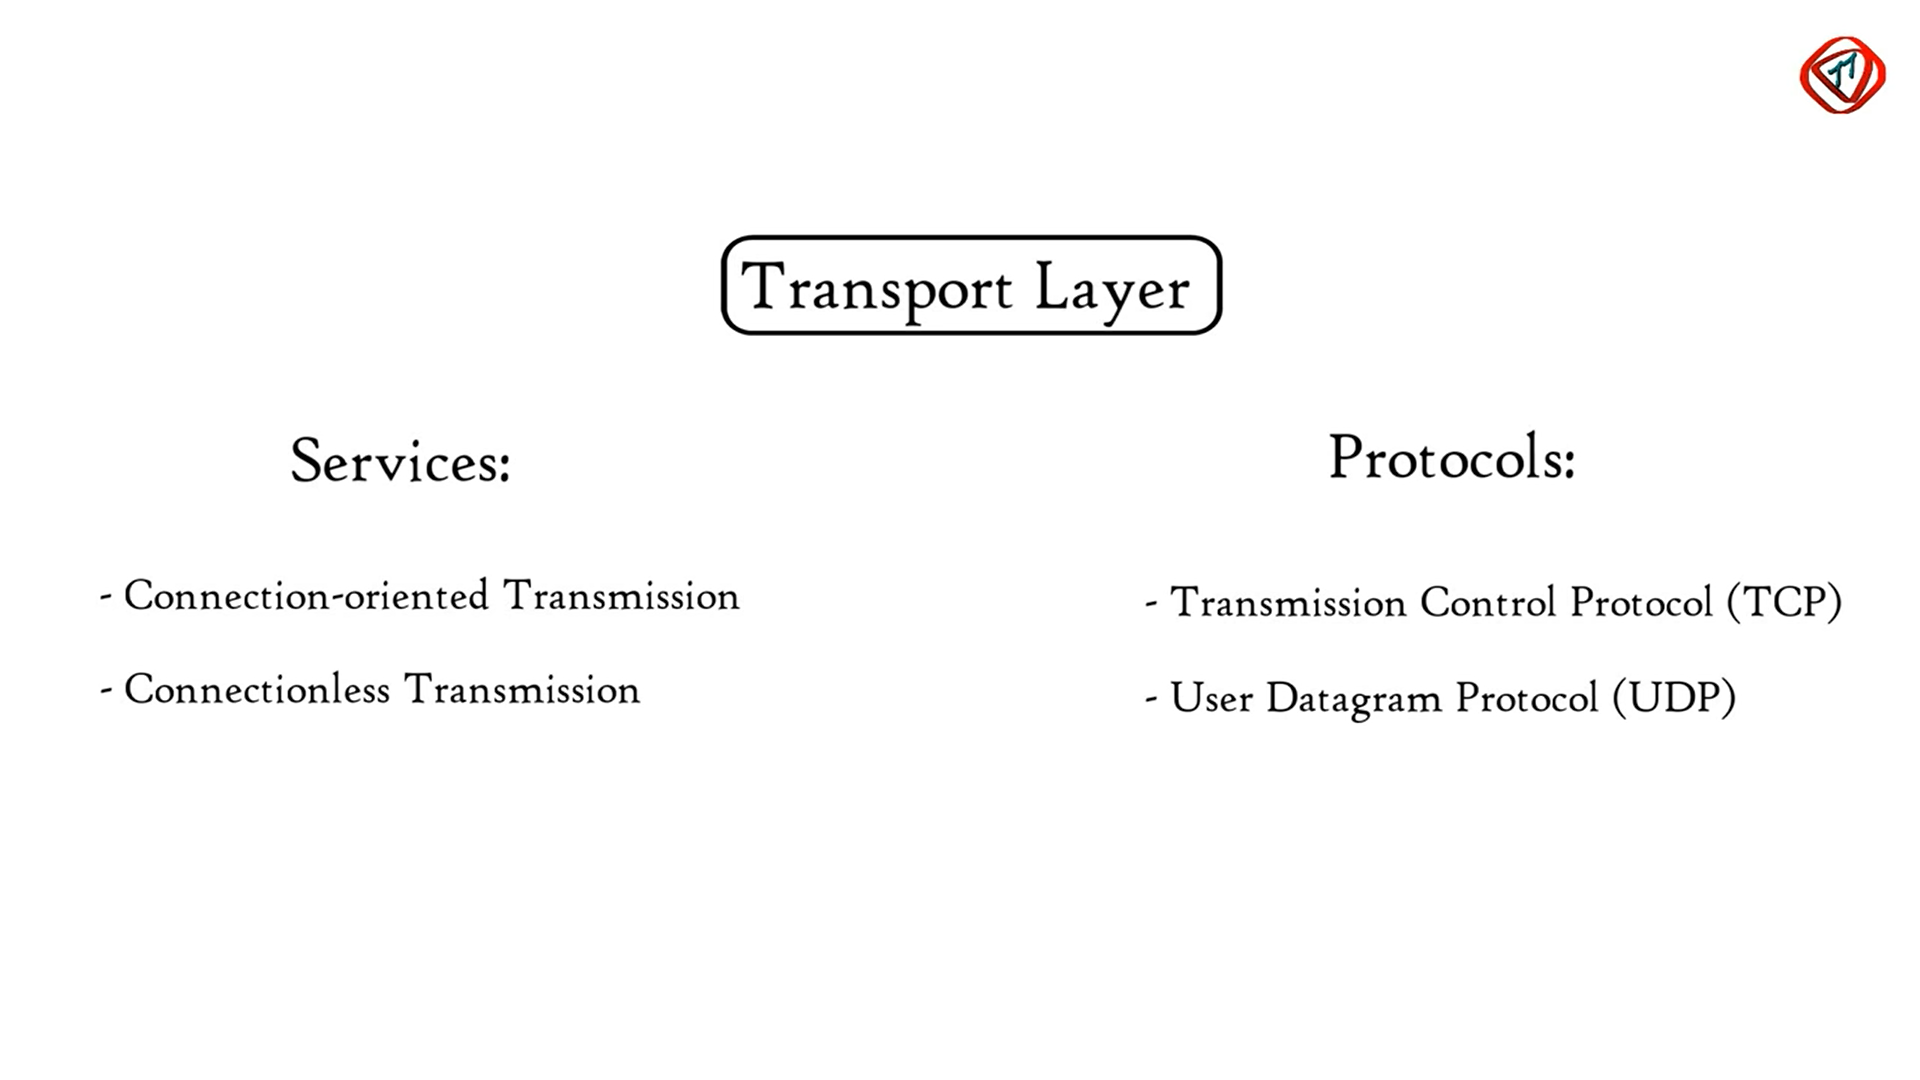 Transport Layer
Services:
- Connection-oriented Transmission
- Connectionless Transmission
Protocols:
- Transmission Control Protocol (TCP)
- User Datagram Protocol (UDP)